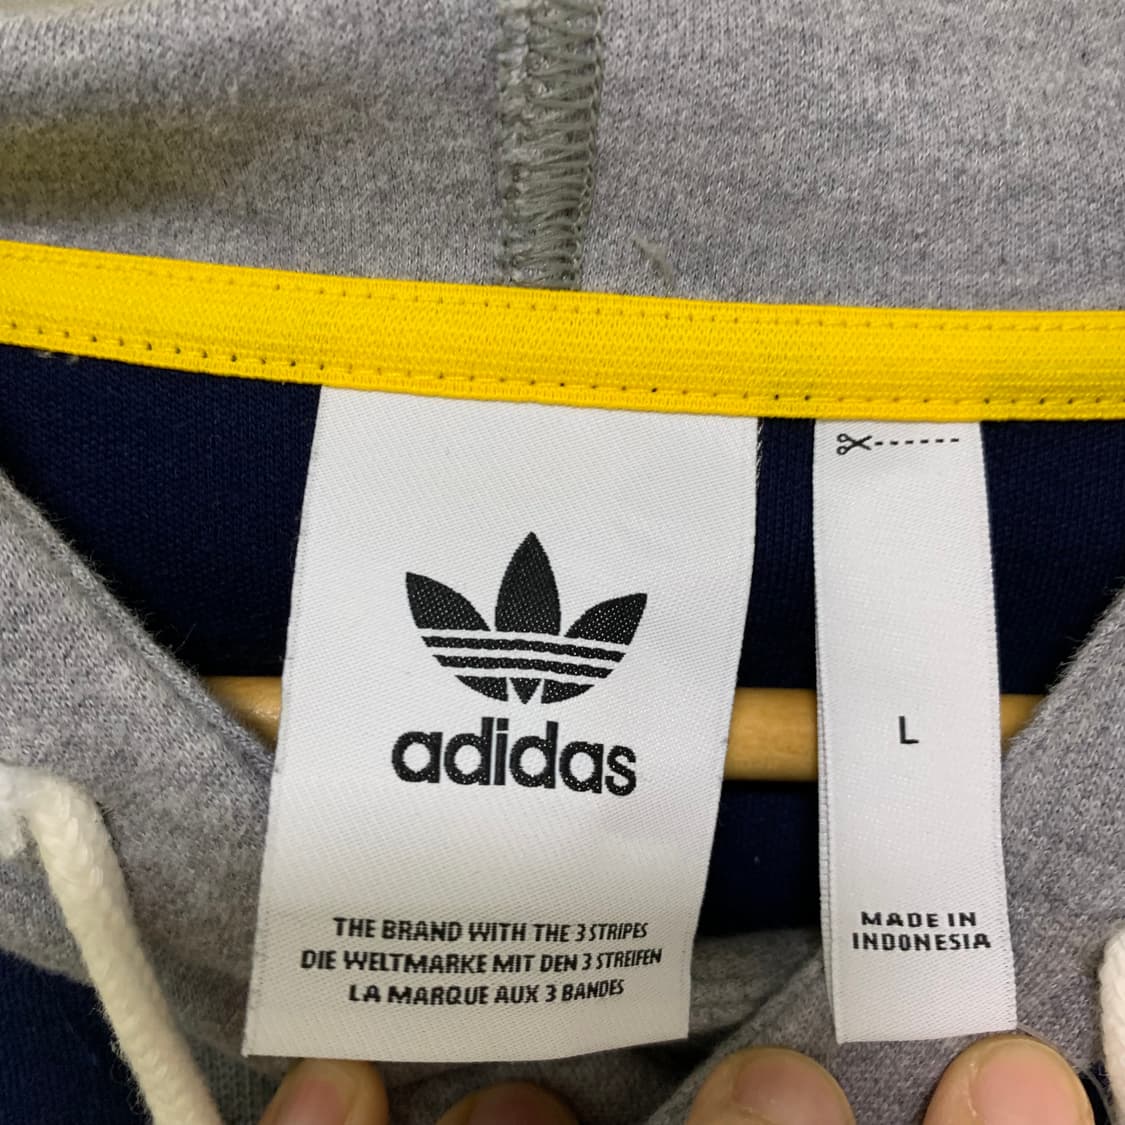 adidas
THE BRAND WITH THE 3 STRIPES
DIE WELTMARKE MIT DEN 3 STREIFEN
LA MARQUE AUX 3 BANDES
L
MADE IN
INDONESIA